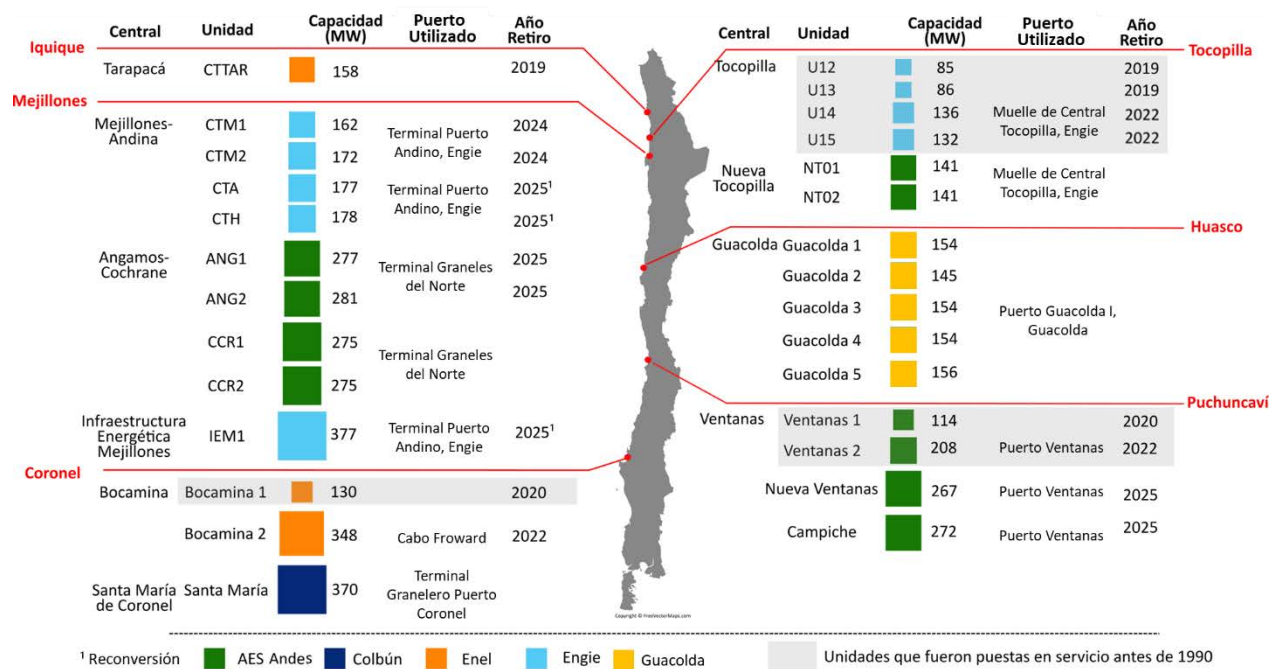 Central Unidad Capacidad (MW) Puerto Utilizado Año Retiro
Iquique
Tarapacá CTTAR 158 2019
Mejillones
Mejillones-Andina CTM1 162 Terminal Puerto Andino, Engie 2024
CTM2 172 2024
CTA 177 Terminal Puerto Andino, Engie 2025¹
CTH 178 2025¹
Angamos-Cochrane ANG1 277 Terminal Graneles del Norte 2025
ANG2 281 2025
CCR1 275 Terminal Graneles del Norte
CCR2 275
Infraestructura Energética Mejillones IEM1 377 Terminal Puerto Andino, Engie 2025¹
Coronel
Bocamina Bocamina 1 130 2020
Bocamina 2 348 Cabo Froward 2022
Santa María de Coronel Santa María 370 Terminal Granelero Puerto Coronel
Central Unidad Capacidad (MW) Puerto Utilizado Año Retiro
Tocopilla
Tocopilla U12 85 2019
U13 86 2019
U14 136 Muelle de Central Tocopilla, Engie 2022
U15 132 2022
Nueva Tocopilla NT01 141 Muelle de Central Tocopilla, Engie
NT02 141
Huasco
Guacolda Guacolda 1 154
Guacolda 2 145
Guacolda 3 154 Puerto Guacolda I, Guacolda
Guacolda 4 154
Guacolda 5 156
Puchuncaví
Ventanas Ventanas 1 114 2020
Ventanas 2 208 Puerto Ventanas 2022
Nueva Ventanas 267 Puerto Ventanas 2025
Campiche 272 Puerto Ventanas 2025
Copyright © FreeVectorMaps.com
¹ Reconversión AES Andes Colbún Enel Engie Guacolda Unidades que fueron puestas en servicio antes de 1990